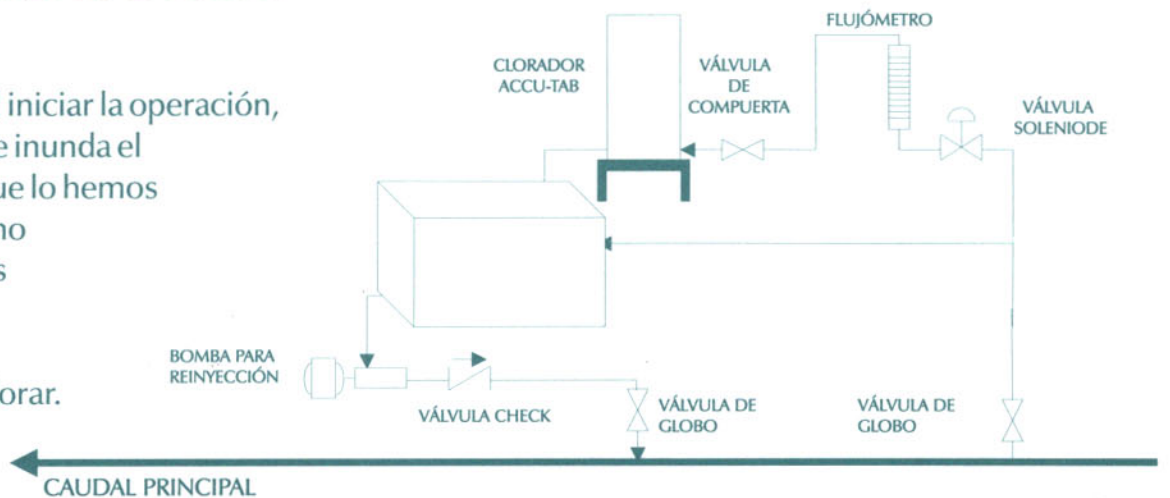 iniciar la operación,
e inunda el
ue lo hemos
no
s
orar.
FLUJÓMETRO
CLORADOR
ACCU-TAB
VÁLVULA
DE
COMPUERTA
VÁLVULA
SOLENIODE
BOMBA PARA
REINYECCIÓN
VÁLVULA CHECK
VÁLVULA DE
GLOBO
VÁLVULA DE
GLOBO
CAUDAL PRINCIPAL